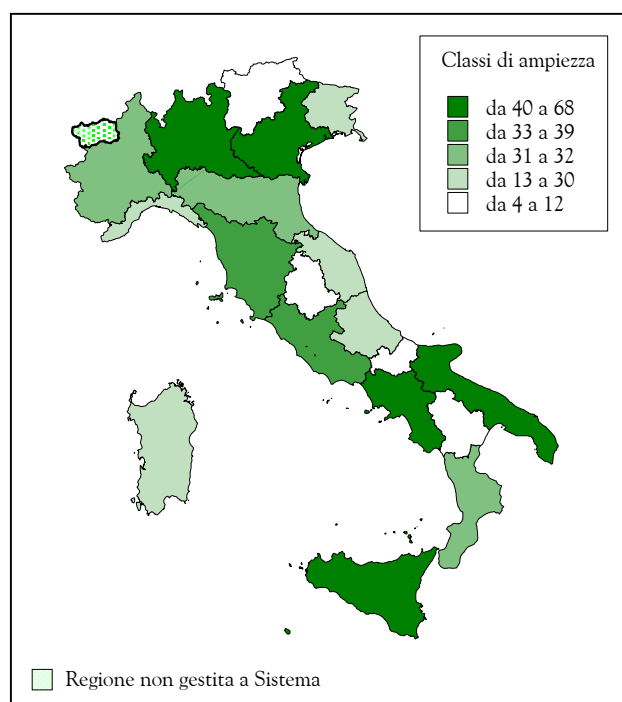 Classi di ampiezza
da 40 a 68
da 33 a 39
da 31 a 32
da 13 a 30
da 4 a 12
Regione non gestita a Sistema